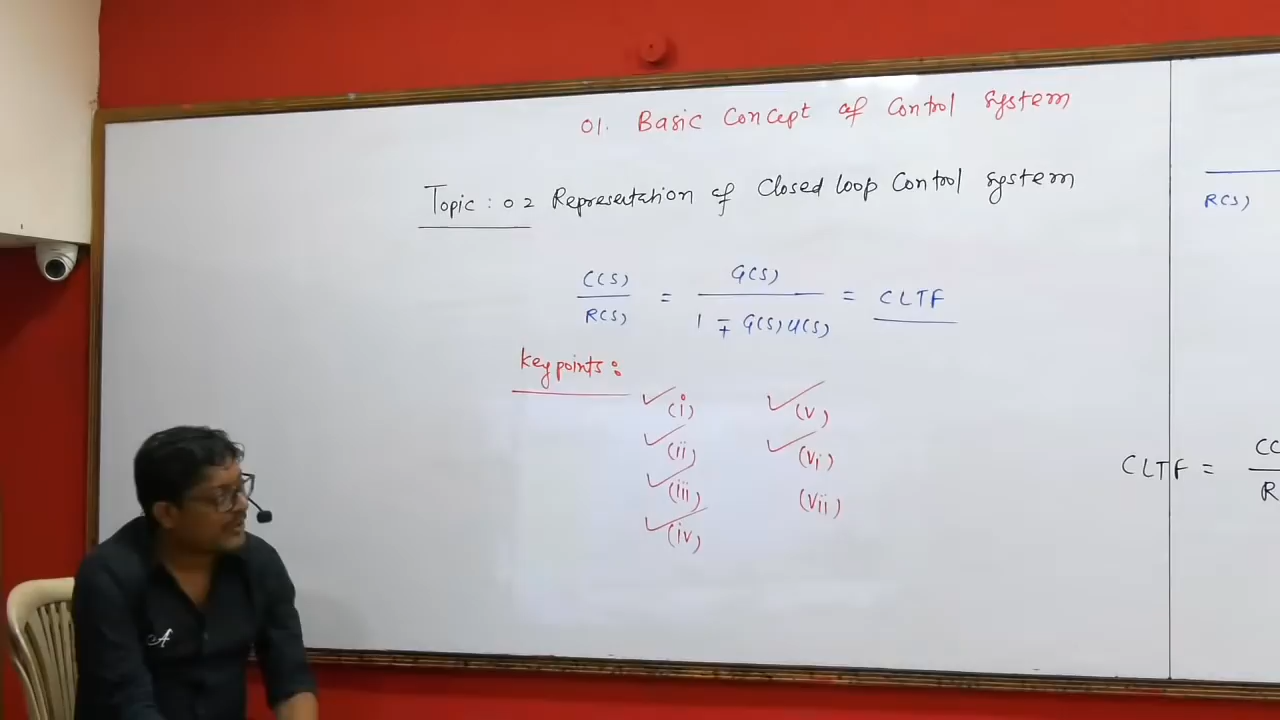 01. Basic Concept of Control System
Topic : 02 Representation of Closed loop Control System
C(S) / R(S) = G(S) / 1 ∓ G(S)H(S) = CLTF
Key points :
✓(i) ✓(v)
✓(ii) ✓(vi)
✓(iii) (vii)
✓(iv)
R(S)
CLTF = CC / R
A